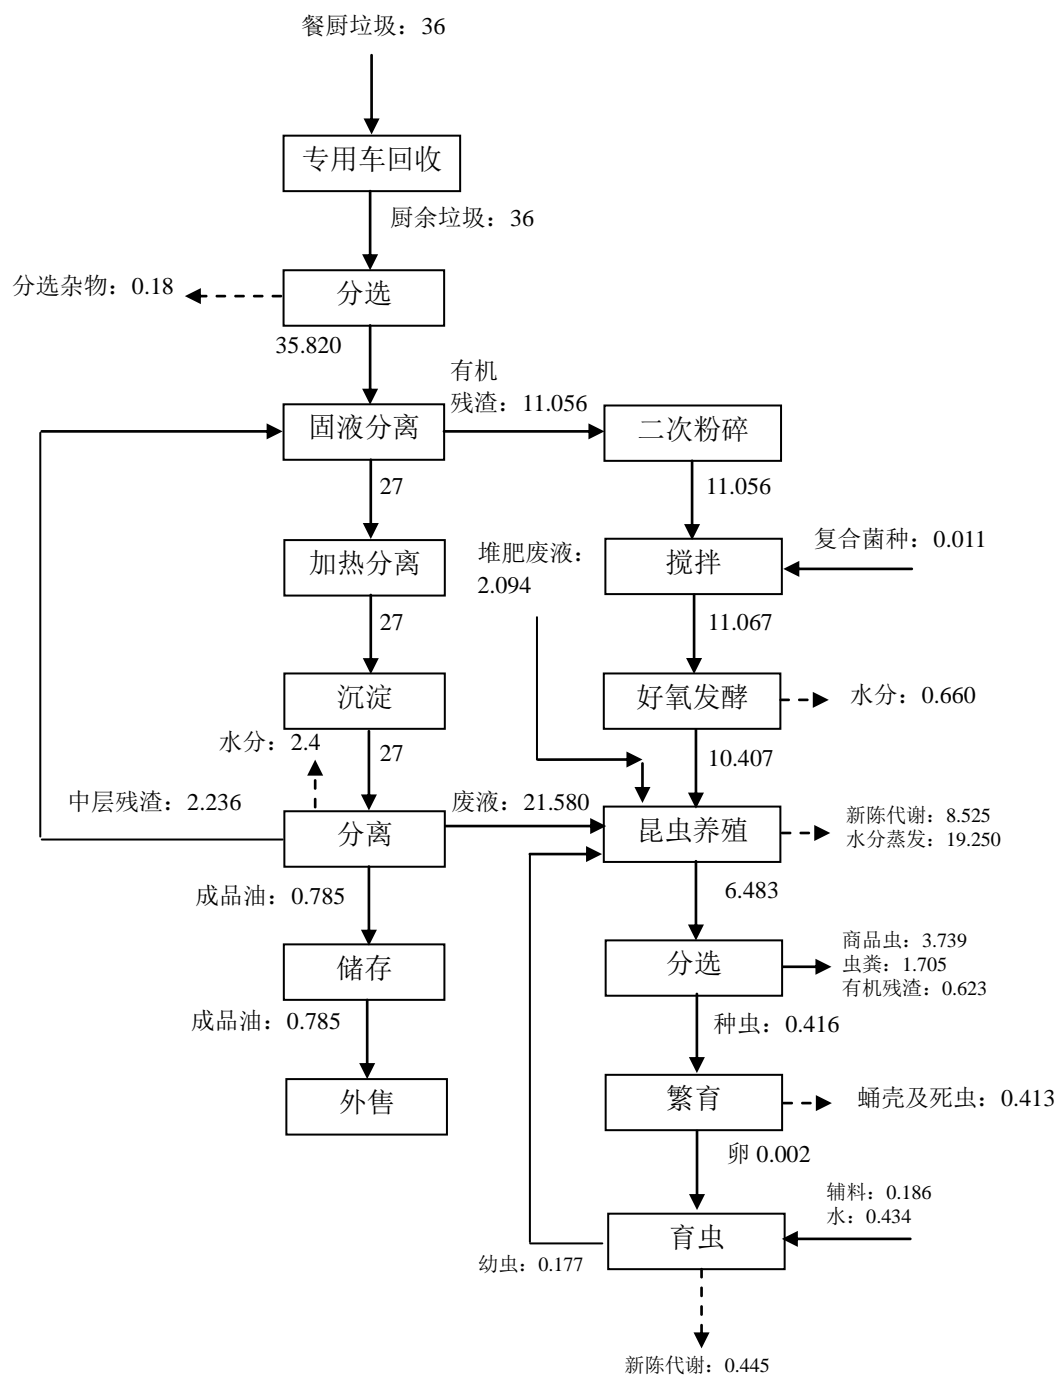 餐厨垃圾：36
专用车回收
厨余垃圾：36
分选杂物：0.18
分选
35.820
有机
残渣：11.056
固液分离
二次粉碎
27
11.056
复合菌种：0.011
堆肥废液：
2.094
加热分离
搅拌
27
11.067
沉淀
好氧发酵
水分：0.660
水分：2.4
27
10.407
中层残渣：2.236
废液：21.580
分离
昆虫养殖
新陈代谢：8.525
水分蒸发：19.250
成品油：0.785
6.483
储存
分选
商品虫：3.739
虫粪：1.705
有机残渣：0.623
成品油：0.785
种虫：0.416
外售
繁育
蛹壳及死虫：0.413
卵 0.002
辅料：0.186
水：0.434
育虫
幼虫：0.177
新陈代谢：0.445